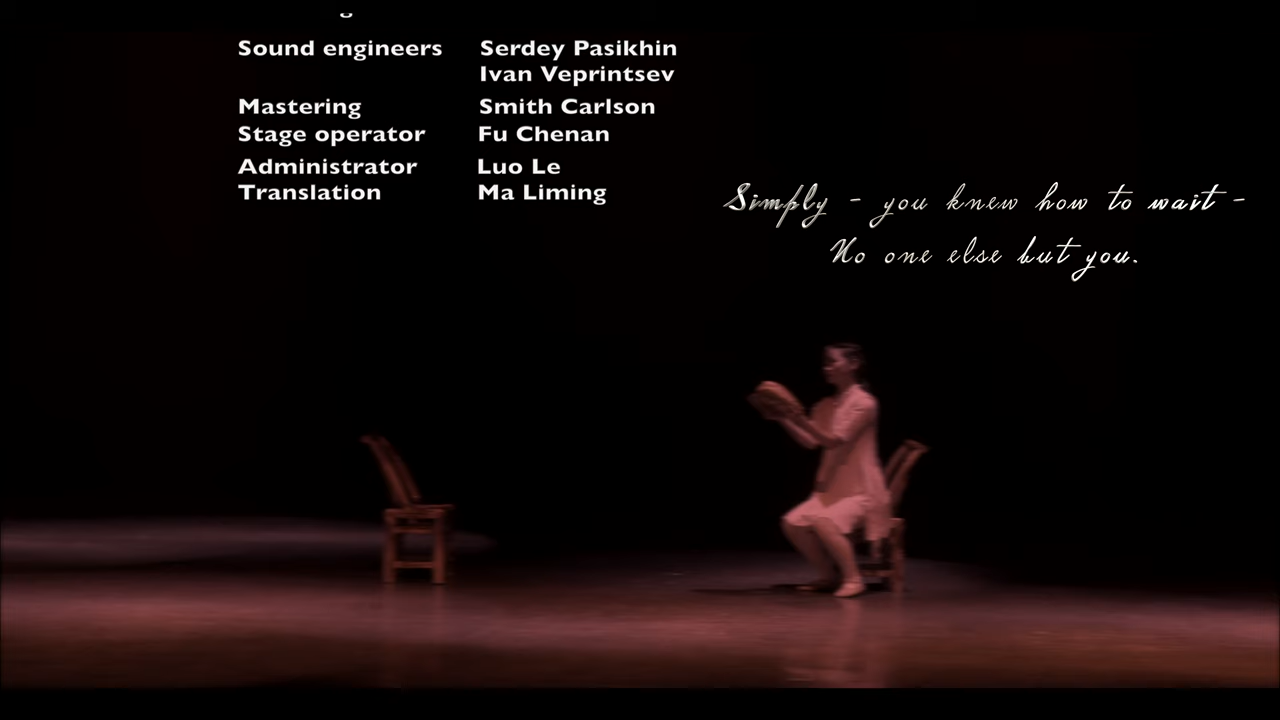 Sound engineers Serdey Pasikhin
Ivan Veprintsev
Mastering Smith Carlson
Stage operator Fu Chenan
Administrator Luo Le
Translation Ma Liming
Simply - you knew how to wait -
No one else but you.